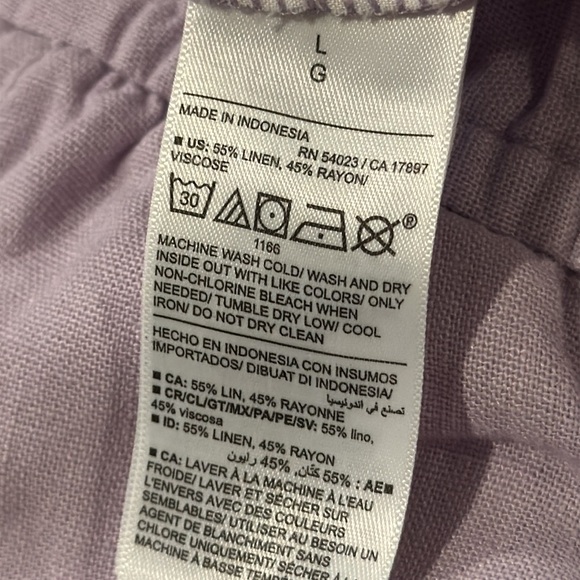 L
G
MADE IN INDONESIA
RN 54023 / CA 17897
■ US: 55% LINEN, 45% RAYON/
VISCOSE
30
®
1166
MACHINE WASH COLD/ WASH AND DRY
INSIDE OUT WITH LIKE COLORS/ ONLY
NON-CHLORINE BLEACH WHEN
NEEDED/ TUMBLE DRY LOW/ COOL
IRON/ DO NOT DRY CLEAN
HECHO EN INDONESIA CON INSUMOS
IMPORTADOS/ DIBUAT DI INDONESIA/
تصنع في اندونيسيا
■ CA: 55% LIN, 45% RAYONNE
■ CR/CL/GT/MX/PA/PE/SV: 55% lino,
45% viscosa
■ ID: 55% LINEN, 45% RAYON
■AE : 55% كتّان, 45% رايون
■ CA: LAVER À LA MACHINE À L'EAU
FROIDE/ LAVER ET SÉCHER SUR
L'ENVERS AVEC DES COULEURS
SEMBLABLES/ UTILISER AU BESOIN UN
AGENT DE BLANCHIMENT SANS
CHLORE UNIQUEMENT/ SÉCHER À LA
MACHINE À BASSE